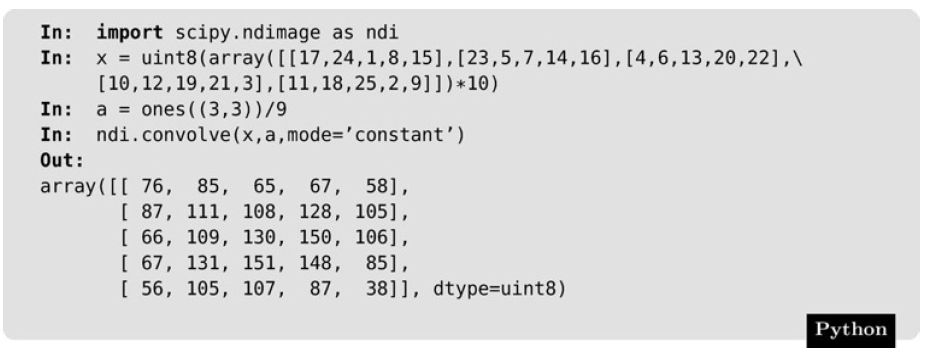 In: import scipy.ndimage as ndi
In: x = uint8(array([[17,24,1,8,15],[23,5,7,14,16],[4,6,13,20,22],\
[10,12,19,21,3],[11,18,25,2,9]])*10)
In: a = ones((3,3))/9
In: ndi.convolve(x,a,mode=’constant’)
Out:
array([[ 76, 85, 65, 67, 58],
[ 87, 111, 108, 128, 105],
[ 66, 109, 130, 150, 106],
[ 67, 131, 151, 148, 85],
[ 56, 105, 107, 87, 38]], dtype=uint8)
Python